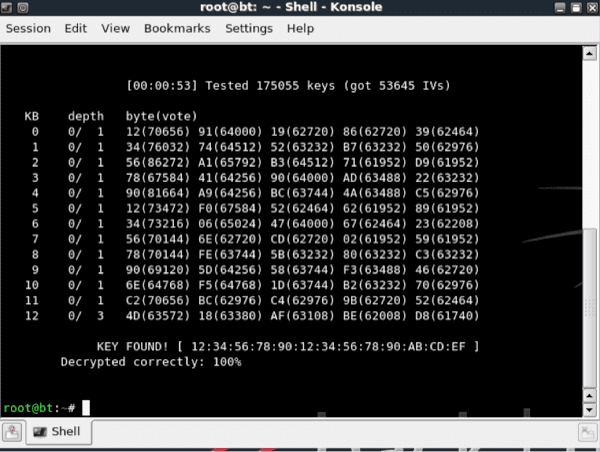 root@bt: ~ - Shell - Konsole
Session Edit View Bookmarks Settings Help
[00:00:53] Tested 175055 keys (got 53645 IVs)
KB depth byte(vote)
0 0/ 1 12(70656) 91(64000) 19(62720) 86(62720) 39(62464)
1 0/ 1 34(76032) 74(64512) 52(63232) B7(63232) 50(62976)
2 0/ 1 56(86272) A1(65792) B3(64512) 71(61952) D9(61952)
3 0/ 1 78(67584) 41(64256) 90(64000) AD(63488) 22(63232)
4 0/ 1 90(81664) A9(64256) BC(63744) 4A(63488) C5(62976)
5 0/ 1 12(73472) F0(67584) 52(62464) 62(61952) 89(61952)
6 0/ 1 34(73216) 06(65024) 47(64000) 67(62464) 23(62208)
7 0/ 1 56(70144) 6E(62720) CD(62720) 02(61952) 59(61952)
8 0/ 1 78(70144) FE(63744) 5B(63232) 80(63232) C3(63232)
9 0/ 1 90(69120) 5D(64256) 58(63744) F3(63488) 46(62720)
10 0/ 1 6E(64768) F5(64768) 1D(63744) B2(63232) 70(62976)
11 0/ 1 C2(70656) BC(62976) C4(62976) 9B(62720) 52(62464)
12 0/ 3 4D(63572) 18(63380) AF(63108) BE(62008) D8(61740)
KEY FOUND! [ 12:34:56:78:90:12:34:56:78:90:AB:CD:EF ]
Decrypted correctly: 100%
root@bt:~#
Shell